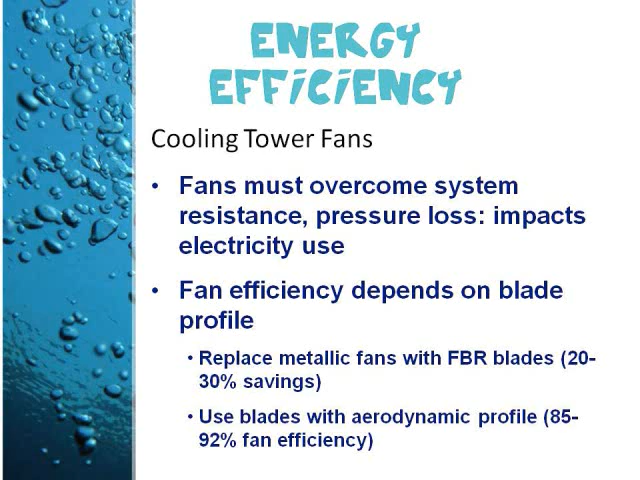 ENERGY
EFFICIENCY
Cooling Tower Fans
• Fans must overcome system
resistance, pressure loss: impacts
electricity use
• Fan efficiency depends on blade
profile
• Replace metallic fans with FBR blades (20-
30% savings)
• Use blades with aerodynamic profile (85-
92% fan efficiency)